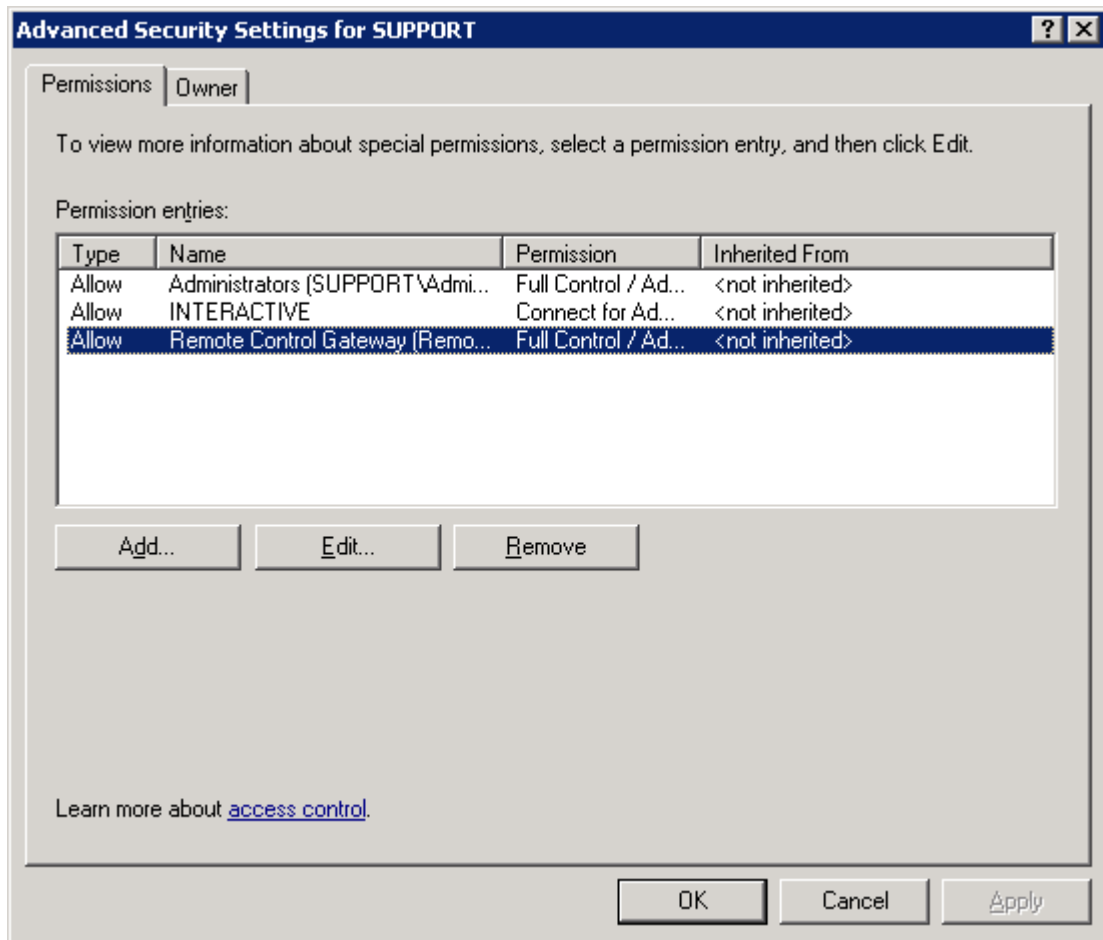 Advanced Security Settings for SUPPORT
Permissions Owner
To view more information about special permissions, select a permission entry, and then click Edit.
Permission entries:
Type Name Permission Inherited From
Allow Administrators (SUPPORT\Admi... Full Control / Ad... <not inherited>
Allow INTERACTIVE Connect for Ad... <not inherited>
Allow Remote Control Gateway (Remo... Full Control / Ad... <not inherited>
Add... Edit... Remove
Learn more about access control.
OK Cancel Apply